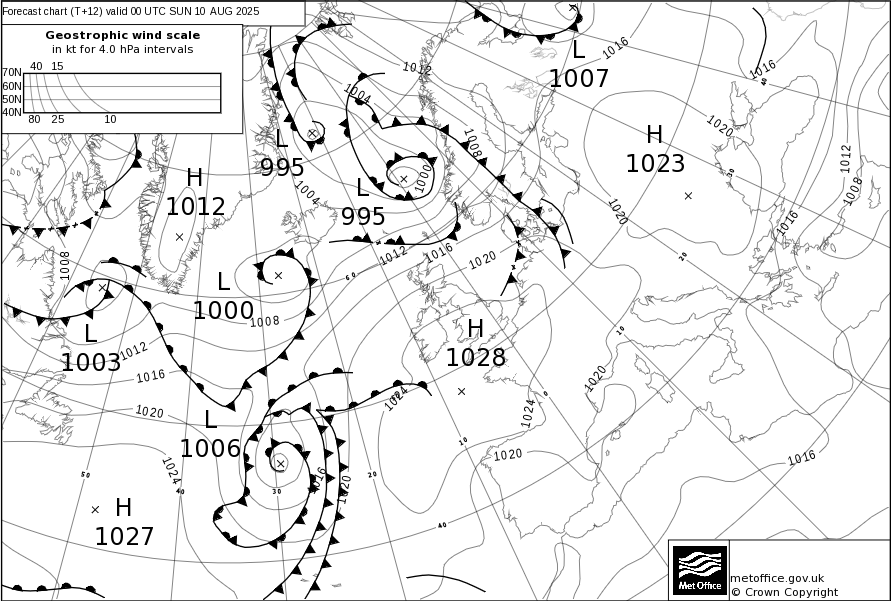 Forecast chart (T+12) valid 00 UTC SUN 10 AUG 2025
Geostrophic wind scale
in kt for 4.0 hPa intervals
40 15
70N
60N
50N
40N
80 25 10
L
1007
1016
1016
1012
1004
1020
H
1023
L
995
1008
1012
1008
H
1012
L
995
1000
1004
1020
1016
1012
1016
1020
1008
L
1000
1008
60
20
30
40
L
1003
1012
1016
1020
H
1028
10
1020
1024
1024
0
L
1006
1016
1020
1020
1016
1024
50
40
30
20
10
40
H
1027
Met Office
metoffice.gov.uk
© Crown Copyright